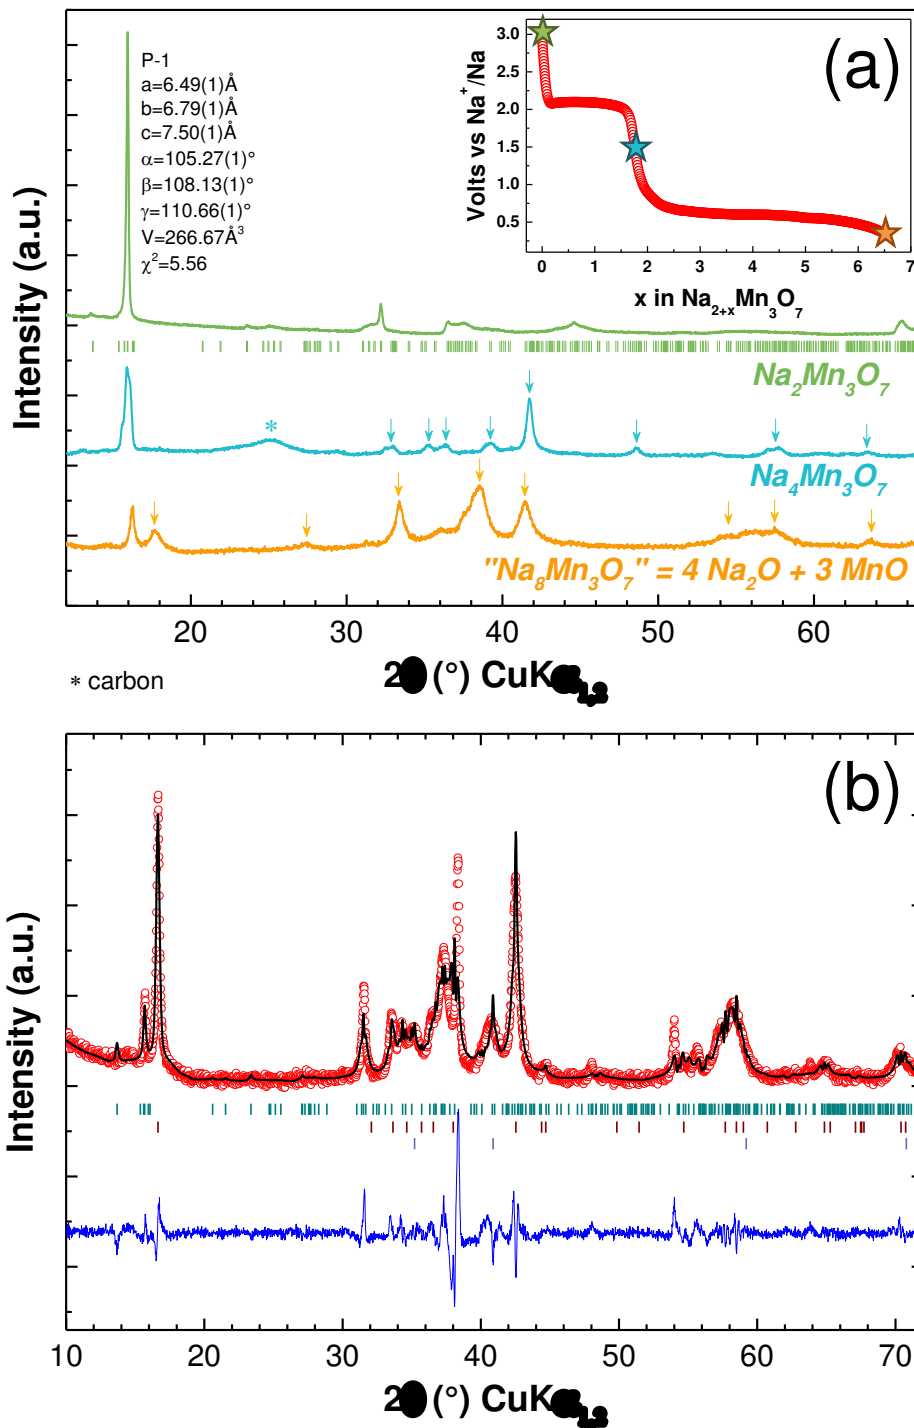 P-1
a=6.49(1)Å
b=6.79(1)Å
c=7.50(1)Å
α=105.27(1)°
β=108.13(1)°
γ=110.66(1)°
V=266.67Å³
χ²=5.56
(a)
Volts vs Na⁺/Na
3.0
2.5
2.0
1.5
1.0
0.5
0 1 2 3 4 5 6 7
x in Na₂₊ₓMn₃O₇
Intensity (a.u.)
Na₂Mn₃O₇
*
Na₄Mn₃O₇
"Na₈Mn₃O₇" = 4 Na₂O + 3 MnO
20 30 40 50 60
2 (°) CuK
* carbon
(b)
Intensity (a.u.)
10 20 30 40 50 60 70
2 (°) CuK